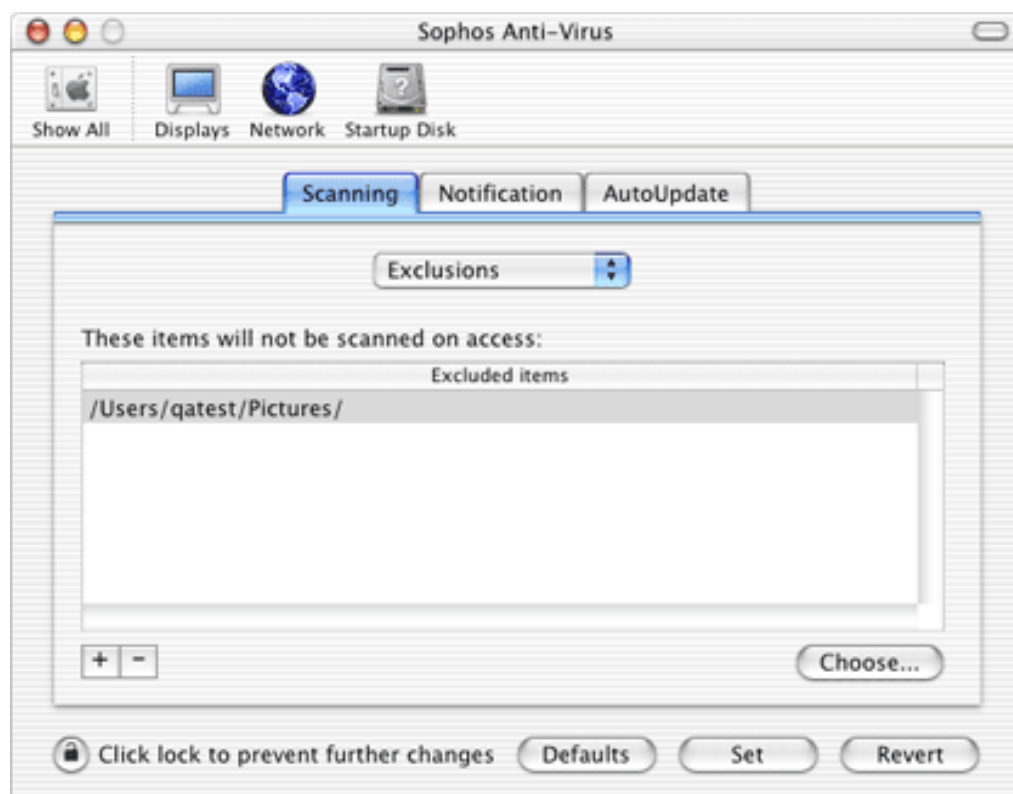 Sophos Anti-Virus
Show All
Displays
Network
Startup Disk
Scanning
Notification
AutoUpdate
Exclusions
These items will not be scanned on access:
Excluded items
/Users/qatest/Pictures/
+
-
Choose...
Click lock to prevent further changes
Defaults
Set
Revert